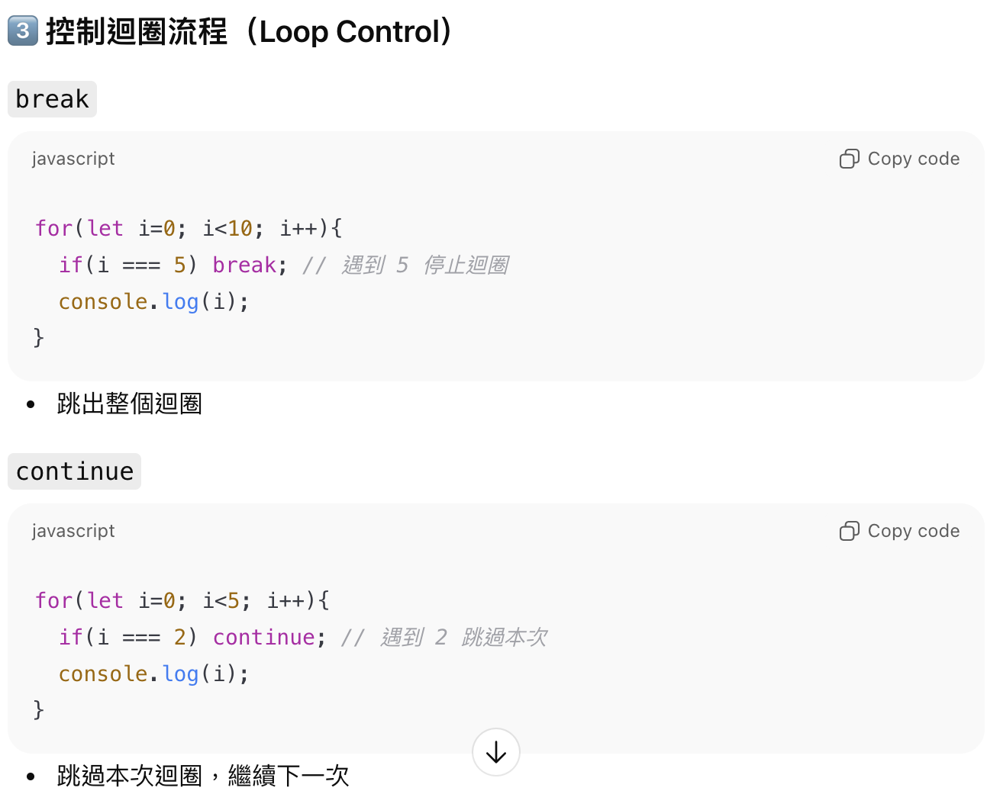 3 控制迴圈流程（Loop Control）
break
javascript Copy code
for(let i=0; i<10; i++){
  if(i === 5) break; // 遇到 5 停止迴圈
  console.log(i);
}
• 跳出整個迴圈
continue
javascript Copy code
for(let i=0; i<5; i++){
  if(i === 2) continue; // 遇到 2 跳過本次
  console.log(i);
}
• 跳過本次迴圈，繼續下一次